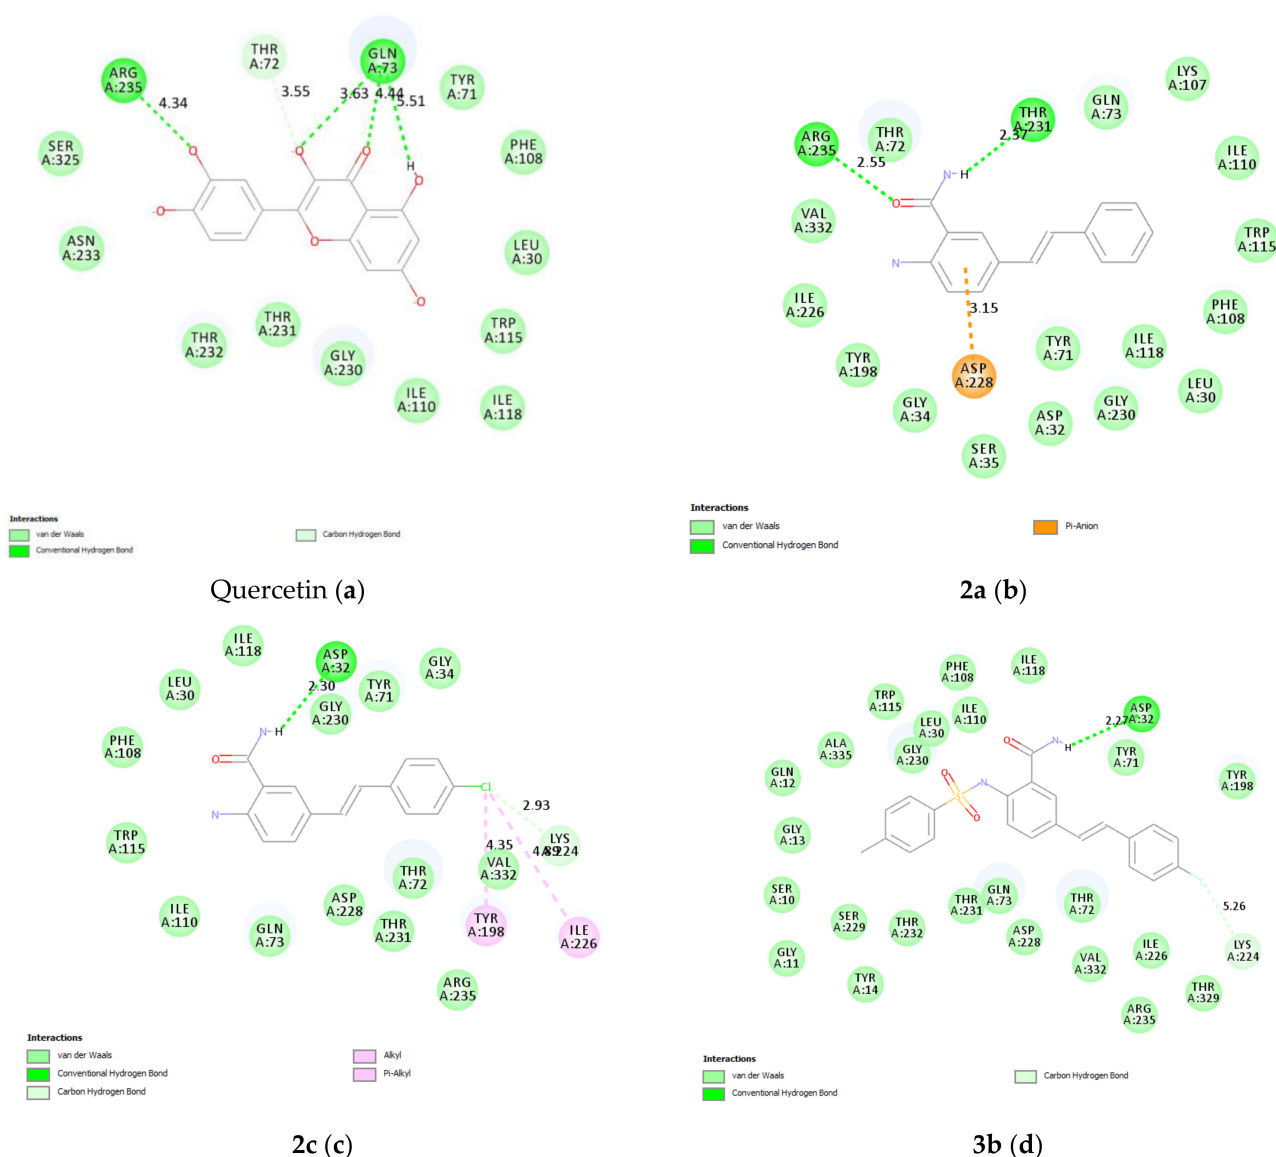 THR
A:72
GLN
A:73
ARG
A:235
TYR
A:71
3.55
3.63
4.44
5.51
4.34
SER
A:325
PHE
A:108
O
O
O
H
O
O
ASN
A:233
LEU
A:30
O
O
THR
A:232
THR
A:231
GLY
A:230
TRP
A:115
ILE
A:110
ILE
A:118
Interactions
van der Waals
Conventional Hydrogen Bond
Carbon Hydrogen Bond
Quercetin (a)
LYS
A:107
GLN
A:73
THR
A:231
ARG
A:235
THR
A:72
2.37
2.55
ILE
A:110
N
H
O
VAL
A:332
TRP
A:115
N
ILE
A:226
3.15
PHE
A:108
TYR
A:198
ASP
A:228
TYR
A:71
ILE
A:118
LEU
A:30
GLY
A:34
SER
A:35
ASP
A:32
GLY
A:230
Interactions
van der Waals
Conventional Hydrogen Bond
Pi-Anion
2a (b)
ILE
A:118
ASP
A:32
GLY
A:34
LEU
A:30
2.30
TYR
A:71
GLY
A:230
PHE
A:108
N
H
O
Cl
N
2.93
4.35
4.89
LYS
A:224
TRP
A:115
VAL
A:332
THR
A:72
ILE
A:110
GLN
A:73
ASP
A:228
THR
A:231
TYR
A:198
ILE
A:226
ARG
A:235
Interactions
van der Waals
Conventional Hydrogen Bond
Carbon Hydrogen Bond
Alkyl
Pi-Alkyl
2c (c)
PHE
A:108
ILE
A:118
TRP
A:115
LEU
A:30
ILE
A:110
ASP
A:32
2.27
ALA
A:335
GLY
A:230
O
N
H
TYR
A:71
GLN
A:12
O
S
N
O
TYR
A:198
GLY
A:13
SER
A:10
THR
A:231
GLN
A:73
THR
A:72
5.26
SER
A:229
THR
A:232
ASP
A:228
GLY
A:11
TYR
A:14
VAL
A:332
ILE
A:226
LYS
A:224
ARG
A:235
THR
A:329
Interactions
van der Waals
Conventional Hydrogen Bond
Carbon Hydrogen Bond
3b (d)